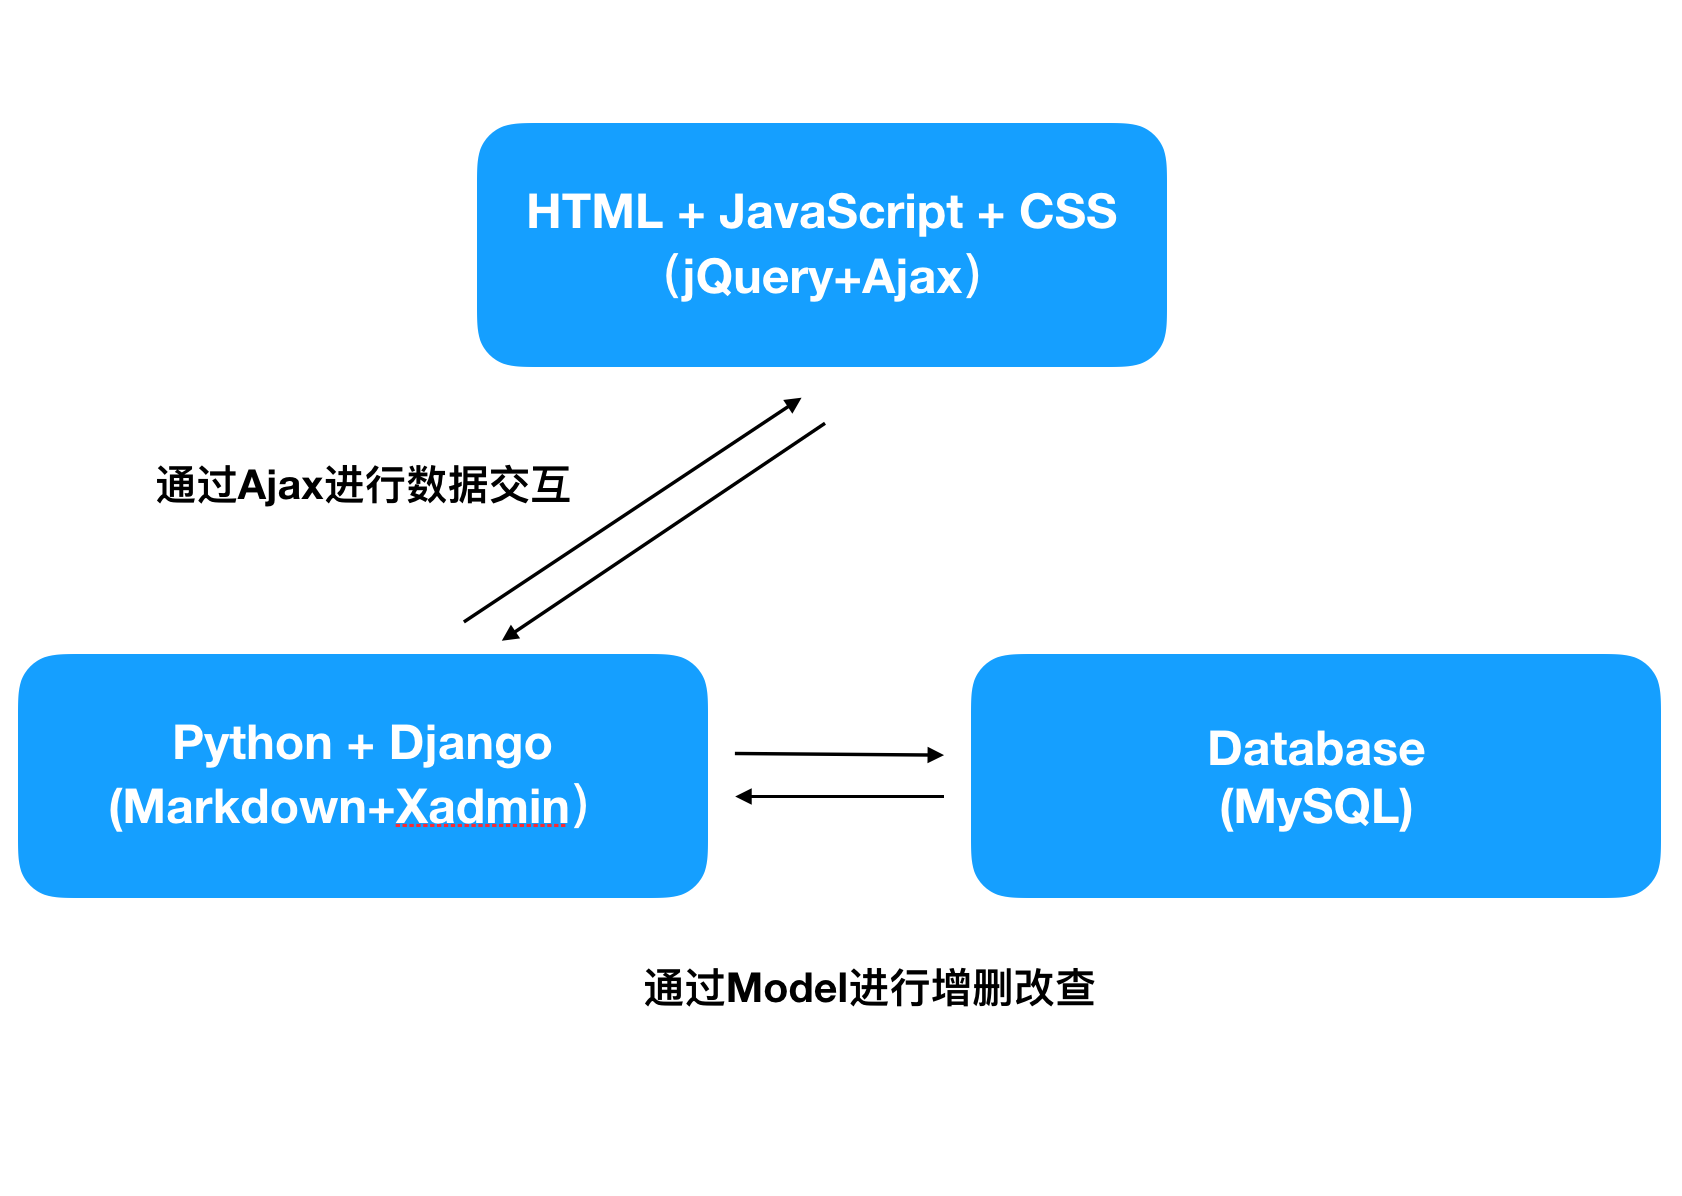 HTML + JavaScript + CSS
（jQuery+Ajax）
通过Ajax进行数据交互
Python + Django
(Markdown+Xadmin）
Database
(MySQL)
通过Model进行增删改查